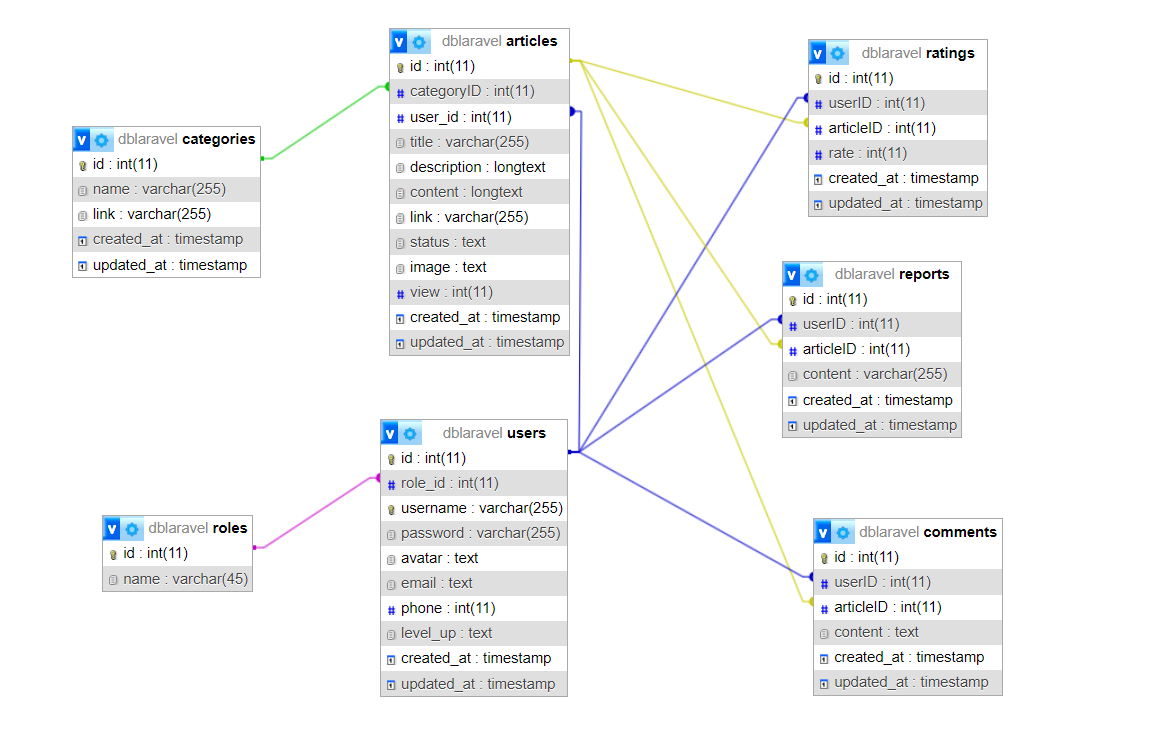 dblaravel categories
id : int(11)
name : varchar(255)
link : varchar(255)
created_at : timestamp
updated_at : timestamp
dblaravel roles
id : int(11)
name : varchar(45)
dblaravel articles
id : int(11)
categoryID : int(11)
user_id : int(11)
title : varchar(255)
description : longtext
content : longtext
link : varchar(255)
status : text
image : text
view : int(11)
created_at : timestamp
updated_at : timestamp
dblaravel users
id : int(11)
role_id : int(11)
username : varchar(255)
password : varchar(255)
avatar : text
email : text
phone : int(11)
level_up : text
created_at : timestamp
updated_at : timestamp
dblaravel ratings
id : int(11)
userID : int(11)
articleID : int(11)
rate : int(11)
created_at : timestamp
updated_at : timestamp
dblaravel reports
id : int(11)
userID : int(11)
articleID : int(11)
content : varchar(255)
created_at : timestamp
updated_at : timestamp
dblaravel comments
id : int(11)
userID : int(11)
articleID : int(11)
content : text
created_at : timestamp
updated_at : timestamp